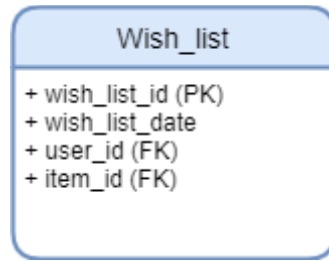 Wish_list
+ wish_list_id (PK)
+ wish_list_date
+ user_id (FK)
+ item_id (FK)